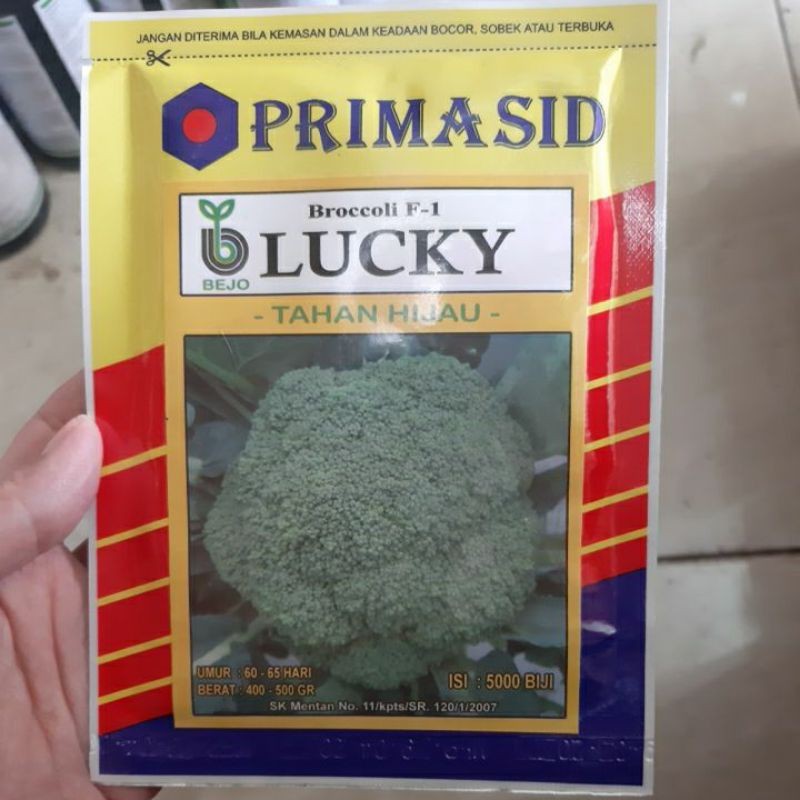 JANGAN DITERIMA BILA KEMASAN DALAM KEADAAN BOCOR, SOBEK ATAU TERBUKA
PRIMASID
Broccoli F-1
LUCKY
BEJO
- TAHAN HIJAU -
UMUR : 60 - 65 HARI
BERAT : 400 - 500 GR
ISI : 5000 BIJI
SK Mentan No. 11/kpts/SR. 120/1/2007